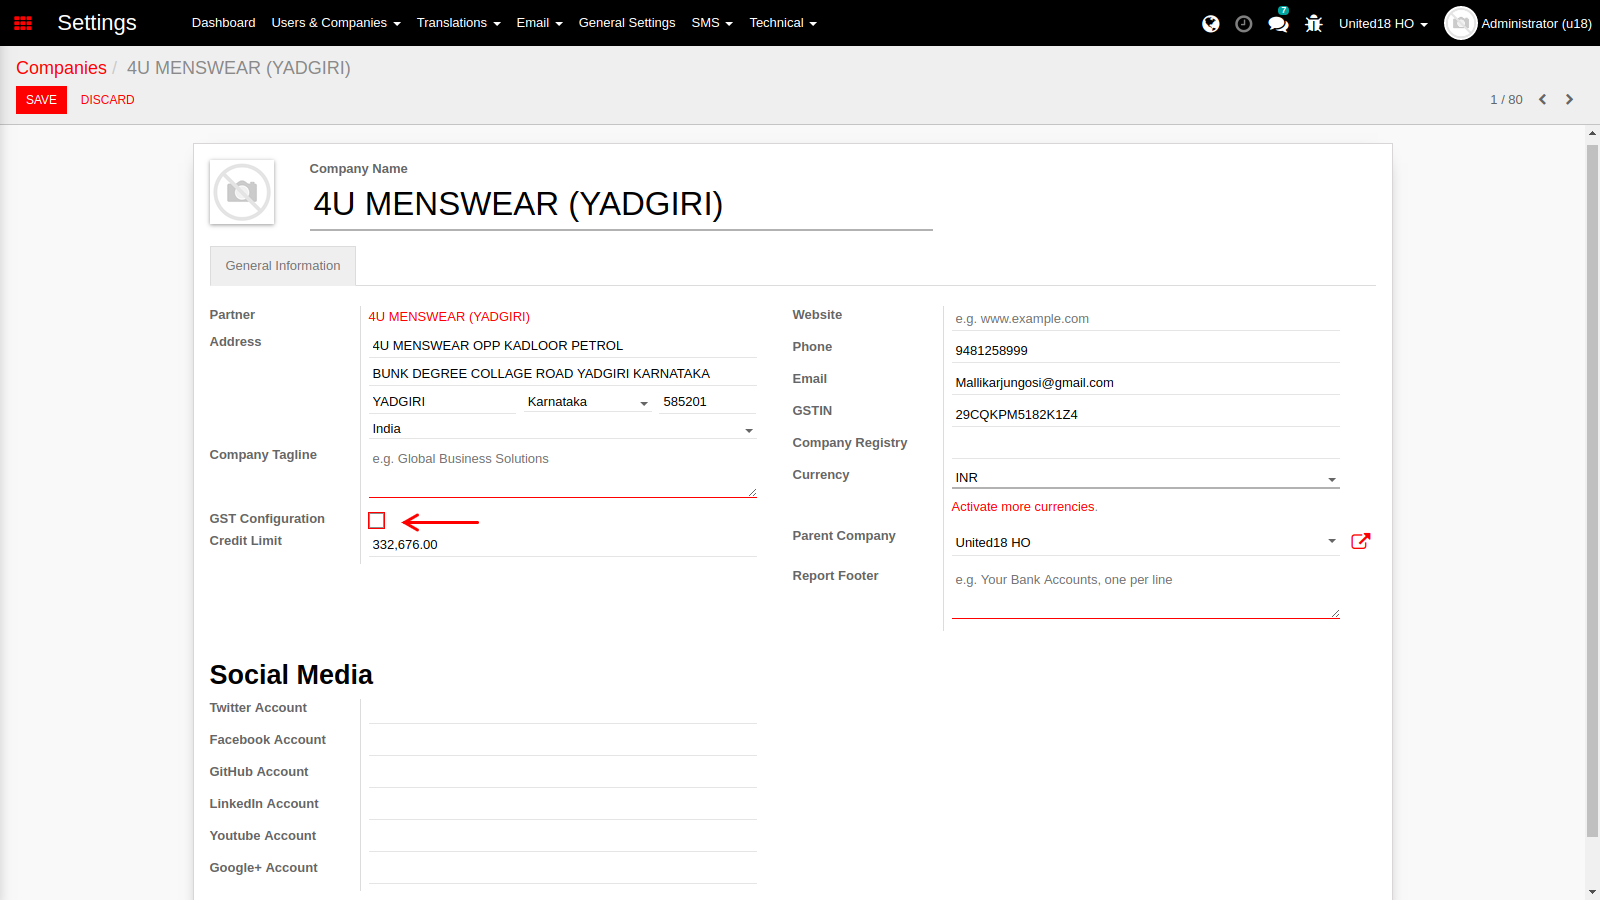 Settings Dashboard Users & Companies Translations Email General Settings SMS Technical 7 United18 HO Administrator (u18)
Companies / 4U MENSWEAR (YADGIRI)
SAVE DISCARD 1 / 80
Company Name
4U MENSWEAR (YADGIRI)
General Information
Partner 4U MENSWEAR (YADGIRI)
Address 4U MENSWEAR OPP KADLOOR PETROL
BUNK DEGREE COLLAGE ROAD YADGIRI KARNATAKA
YADGIRI Karnataka 585201
India
Company Tagline e.g. Global Business Solutions
GST Configuration
Credit Limit 332,676.00
Website e.g. www.example.com
Phone 9481258999
Email Mallikarjungosi@gmail.com
GSTIN 29CQKPM5182K1Z4
Company Registry
Currency INR
Activate more currencies.
Parent Company United18 HO
Report Footer e.g. Your Bank Accounts, one per line
Social Media
Twitter Account
Facebook Account
GitHub Account
LinkedIn Account
Youtube Account
Google+ Account